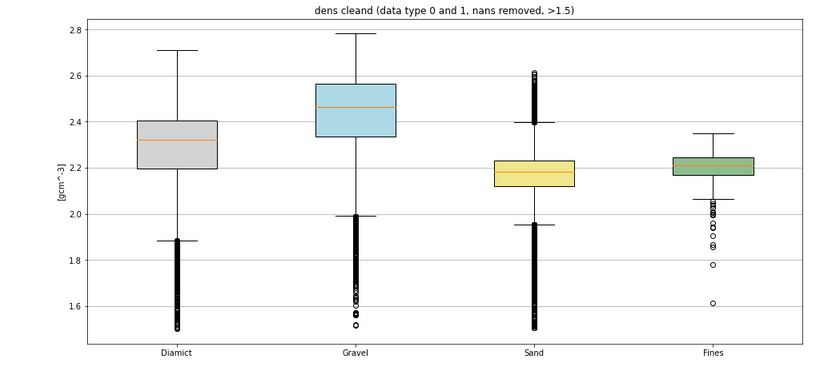 dens cleand (data type 0 and 1, nans removed, >1.5)
[gcm^-3]
2.8
2.6
2.4
2.2
2.0
1.8
1.6
Diamict Gravel Sand Fines